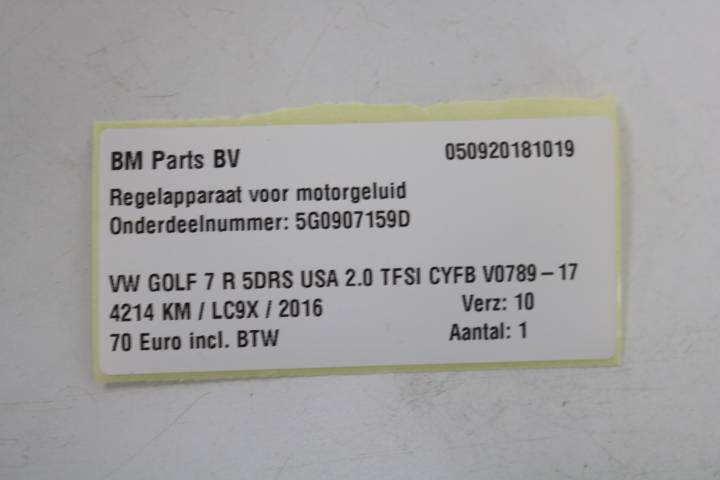 BM Parts BV 050920181019
Regelapparaat voor motorgeluid
Onderdeelnummer: 5G0907159D
VW GOLF 7 R 5DRS USA 2.0 TFSI CYFB V0789 – 17
4214 KM / LC9X / 2016 Verz: 10
70 Euro incl. BTW Aantal: 1